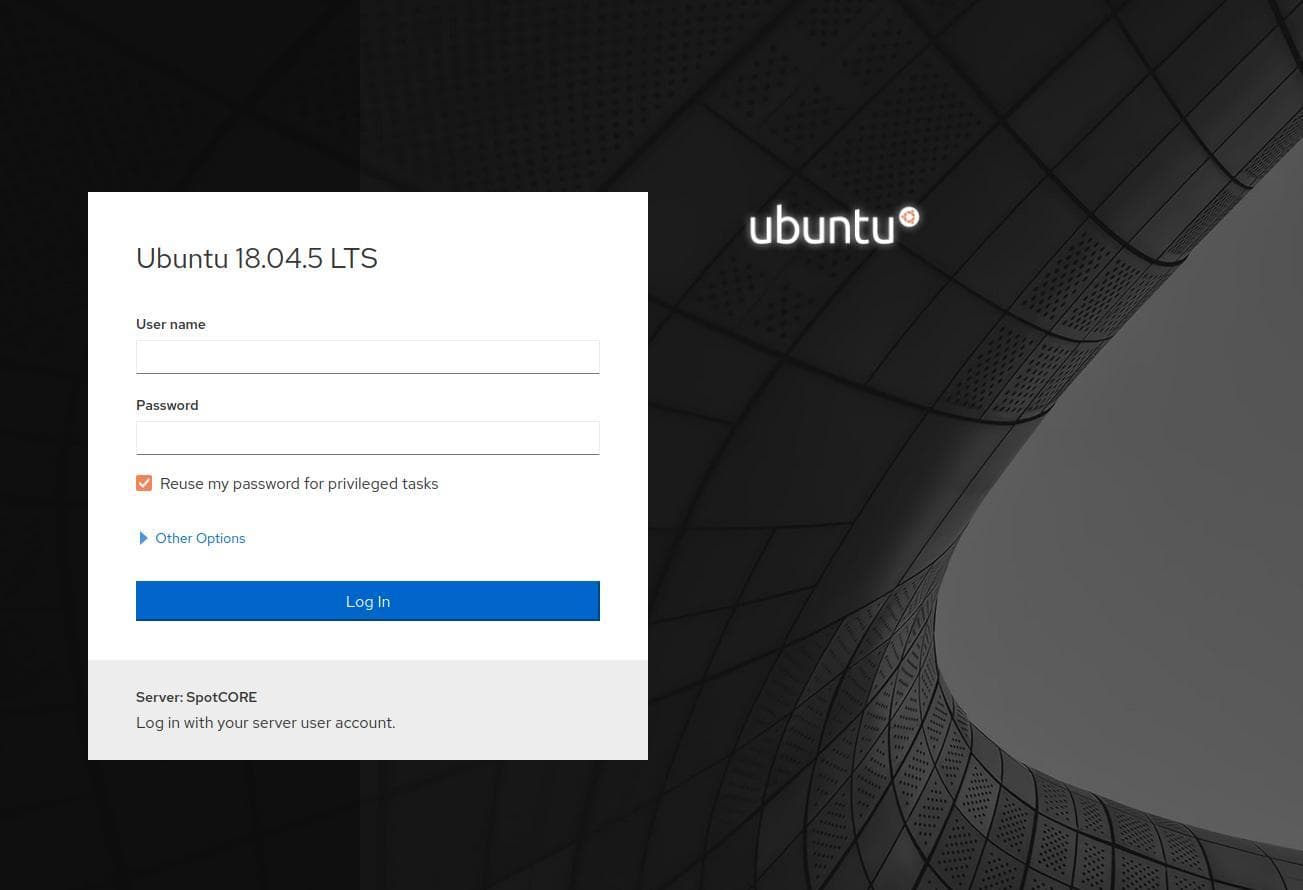 Ubuntu 18.04.5 LTS
User name
Password
Reuse my password for privileged tasks
Other Options
Log In
Server: SpotCORE
Log in with your server user account.
ubuntu